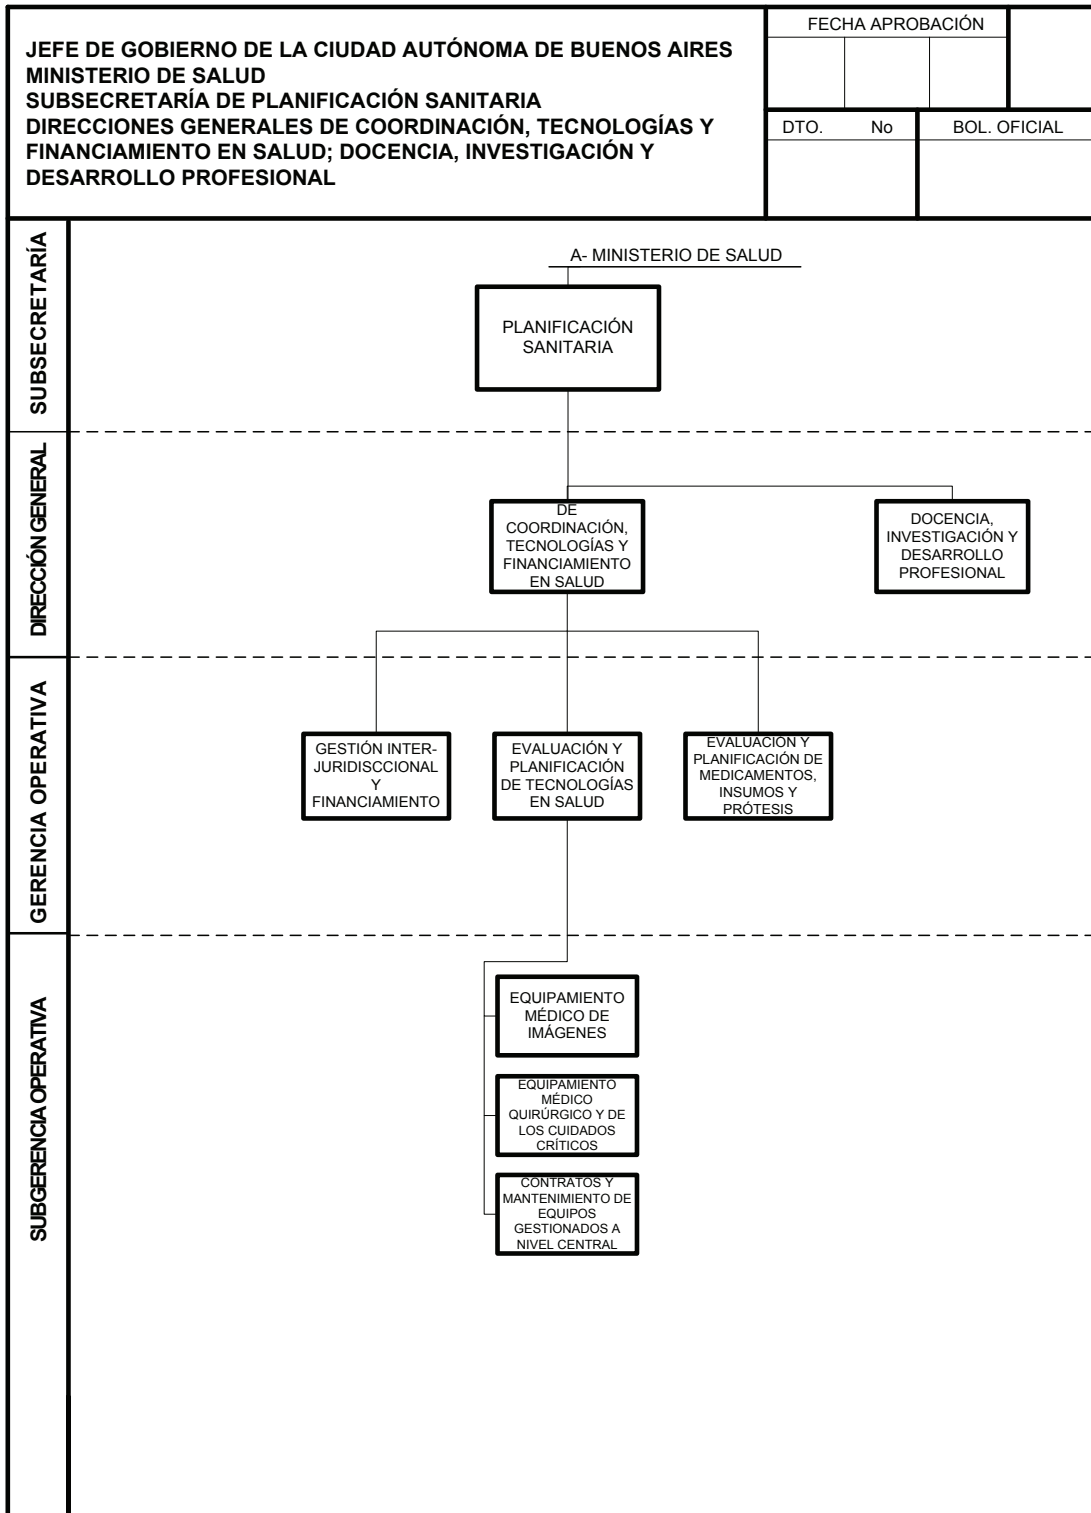 JEFE DE GOBIERNO DE LA CIUDAD AUTÓNOMA DE BUENOS AIRES
MINISTERIO DE SALUD
SUBSECRETARÍA DE PLANIFICACIÓN SANITARIA
DIRECCIONES GENERALES DE COORDINACIÓN, TECNOLOGÍAS Y
FINANCIAMIENTO EN SALUD; DOCENCIA, INVESTIGACIÓN Y
DESARROLLO PROFESIONAL
FECHA APROBACIÓN
DTO. No
BOL. OFICIAL
SUBSECRETARÍA
A- MINISTERIO DE SALUD
PLANIFICACIÓN
SANITARIA
DIRECCIÓN GENERAL
DE
COORDINACIÓN,
TECNOLOGÍAS Y
FINANCIAMIENTO
EN SALUD
DOCENCIA,
INVESTIGACIÓN Y
DESARROLLO
PROFESIONAL
GERENCIA OPERATIVA
GESTIÓN INTER-
JURIDISCCIONAL
Y
FINANCIAMIENTO
EVALUACIÓN Y
PLANIFICACIÓN
DE TECNOLOGÍAS
EN SALUD
EVALUACIÓN Y
PLANIFICACIÓN DE
MEDICAMENTOS,
INSUMOS Y
PRÓTESIS
SUBGERENCIA OPERATIVA
EQUIPAMIENTO
MÉDICO DE
IMÁGENES
EQUIPAMIENTO
MÉDICO
QUIRÚRGICO Y DE
LOS CUIDADOS
CRÍTICOS
CONTRATOS Y
MANTENIMIENTO DE
EQUIPOS
GESTIONADOS A
NIVEL CENTRAL